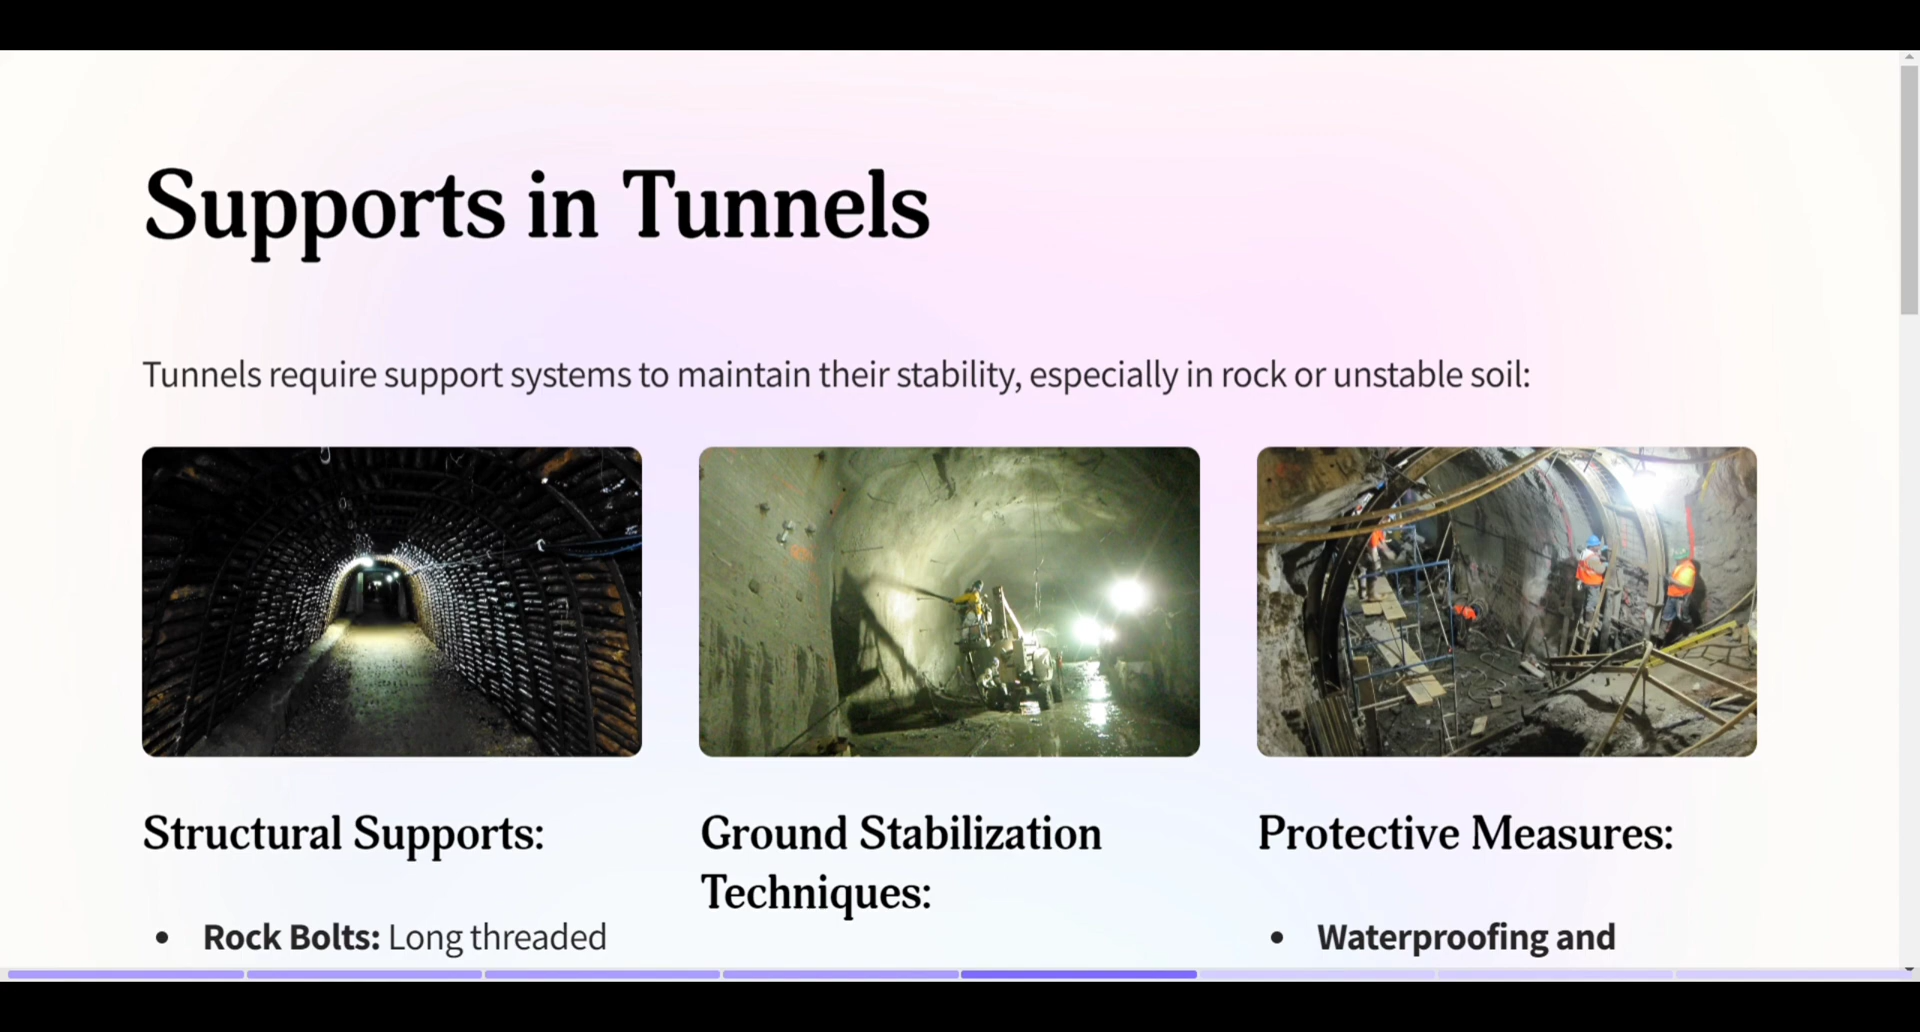 Supports in Tunnels
Tunnels require support systems to maintain their stability, especially in rock or unstable soil:
Structural Supports:
• Rock Bolts: Long threaded
Ground Stabilization
Techniques:
Protective Measures:
• Waterproofing and